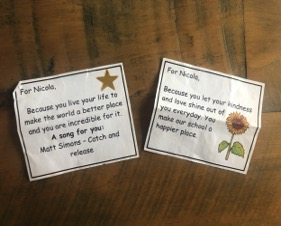 For Nicola,
Because you live your life to
make the world a better place
and you are incredible for it.
A song for you:
Matt Simons - Catch and
release
For Nicola,
Because you let your kindness
and love shine out of
you everyday. You
make our school a
happier place.